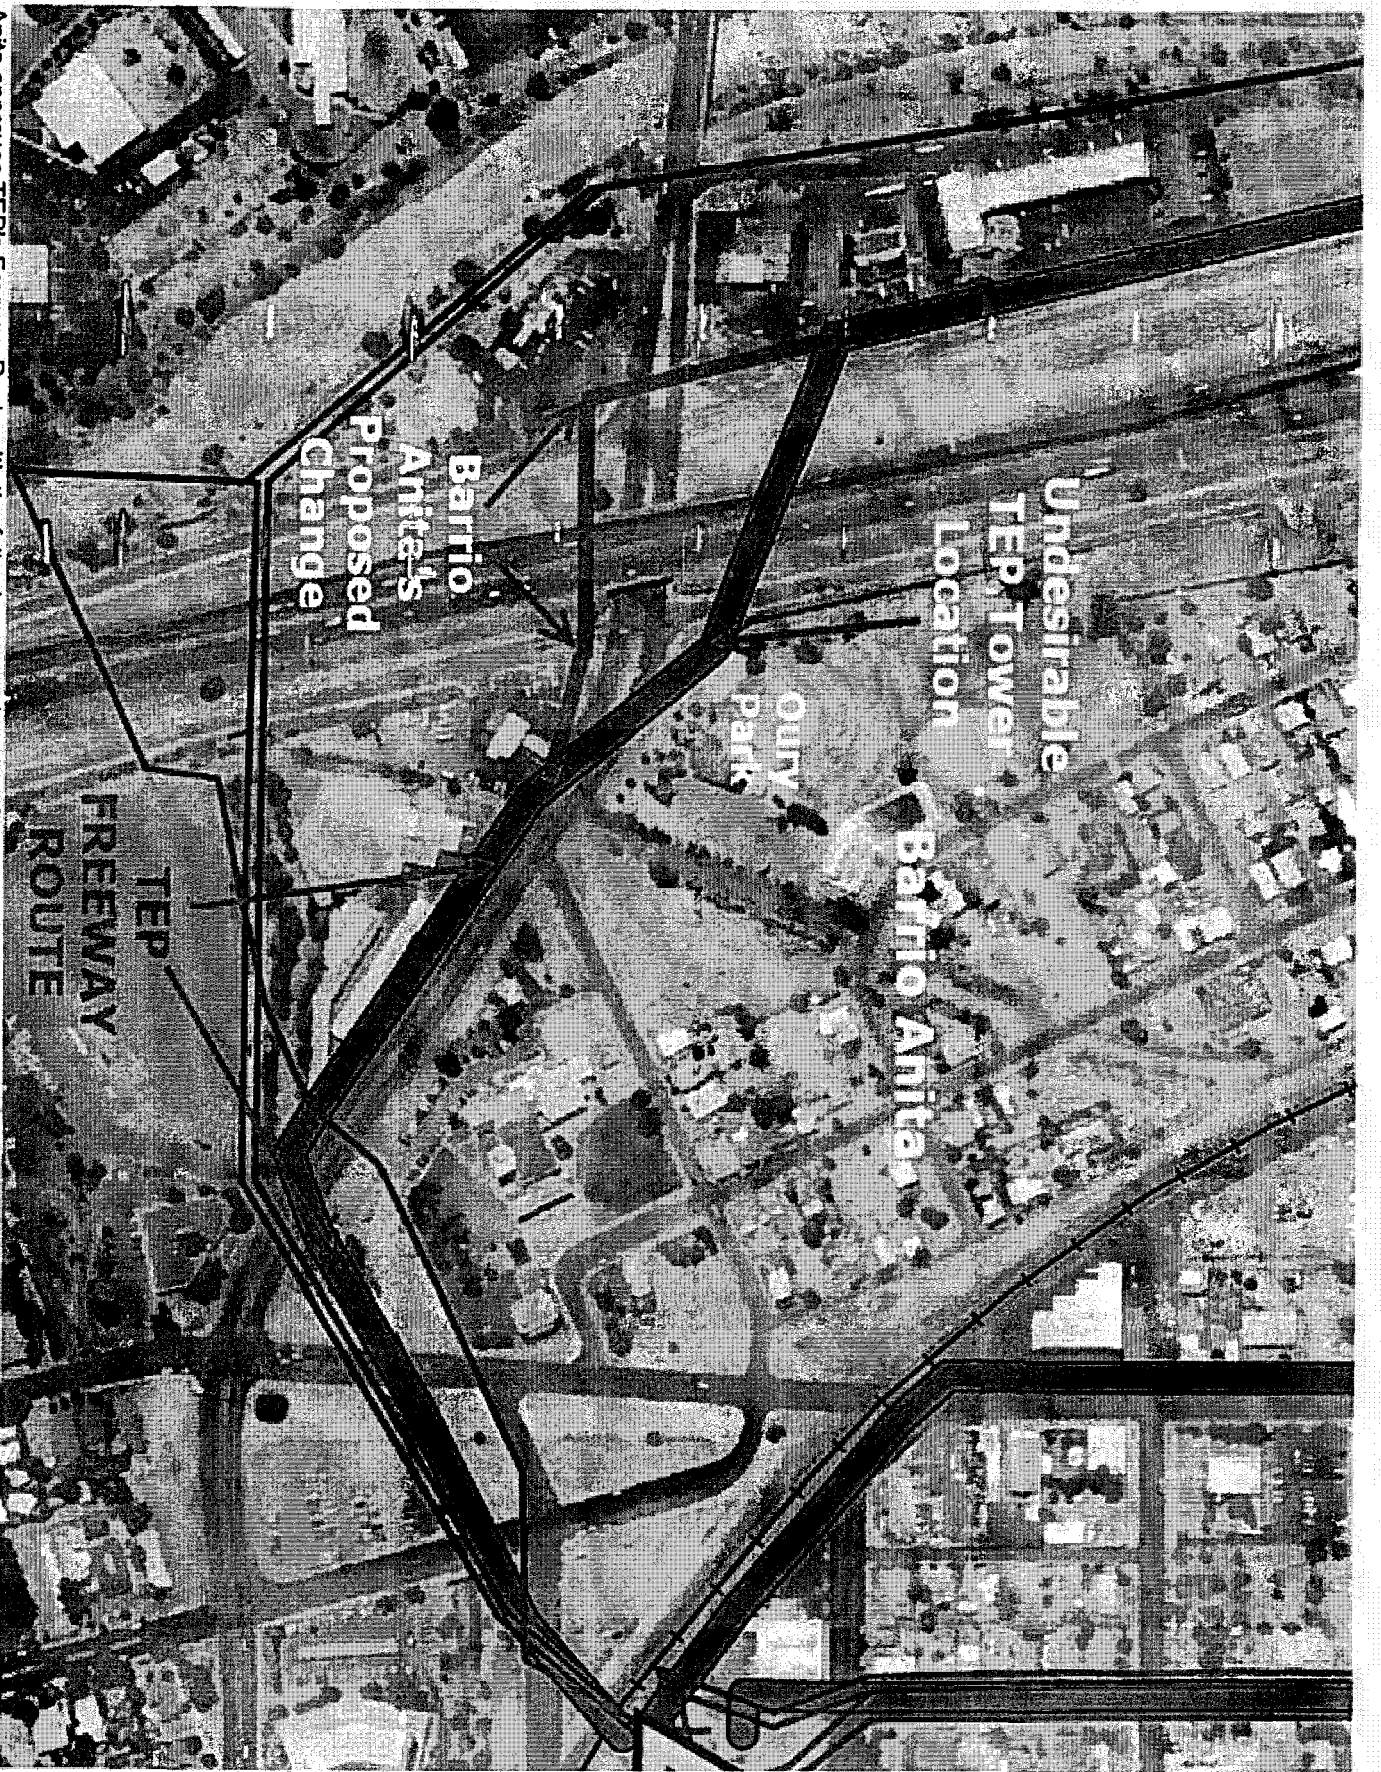 Undesirable
TEP Tower
Location
Oury
Park
Barrio Anita
Barrio
Anita's
Proposed
Change
TEP
FREEWAY
ROUTE